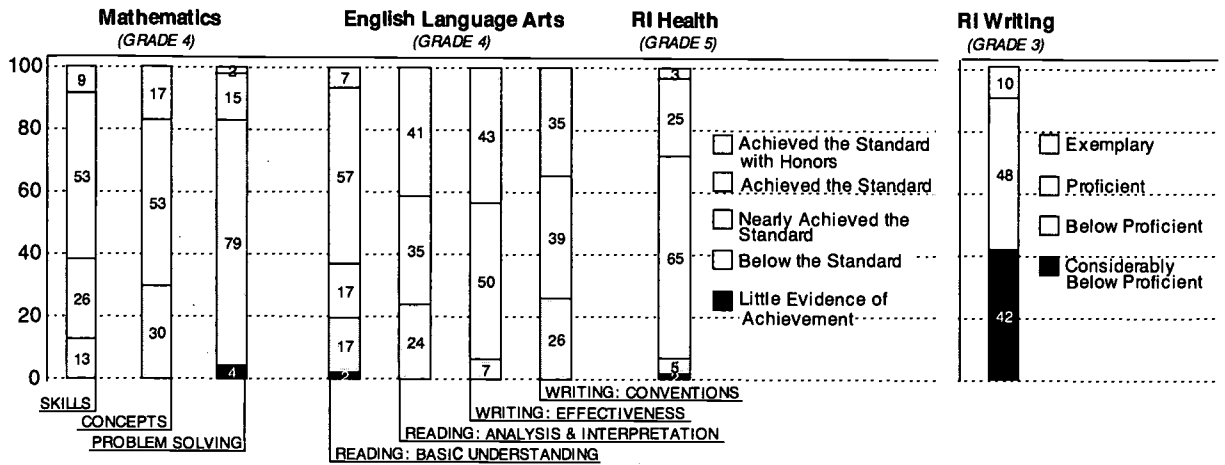 Mathematics
(GRADE 4)
English Language Arts
(GRADE 4)
RI Health
(GRADE 5)
RI Writing
(GRADE 3)
100
80
60
40
20
0
9
53
26
13
17
53
30
2
15
79
4
7
57
17
17
2
41
35
24
43
50
7
35
39
26
3
25
65
5
10
48
42
Achieved the Standard
with Honors
Achieved the Standard
Nearly Achieved the
Standard
Below the Standard
Little Evidence of
Achievement
Exemplary
Proficient
Below Proficient
Considerably
Below Proficient
SKILLS
CONCEPTS
PROBLEM SOLVING
WRITING: CONVENTIONS
WRITING: EFFECTIVENESS
READING: ANALYSIS & INTERPRETATION
READING: BASIC UNDERSTANDING